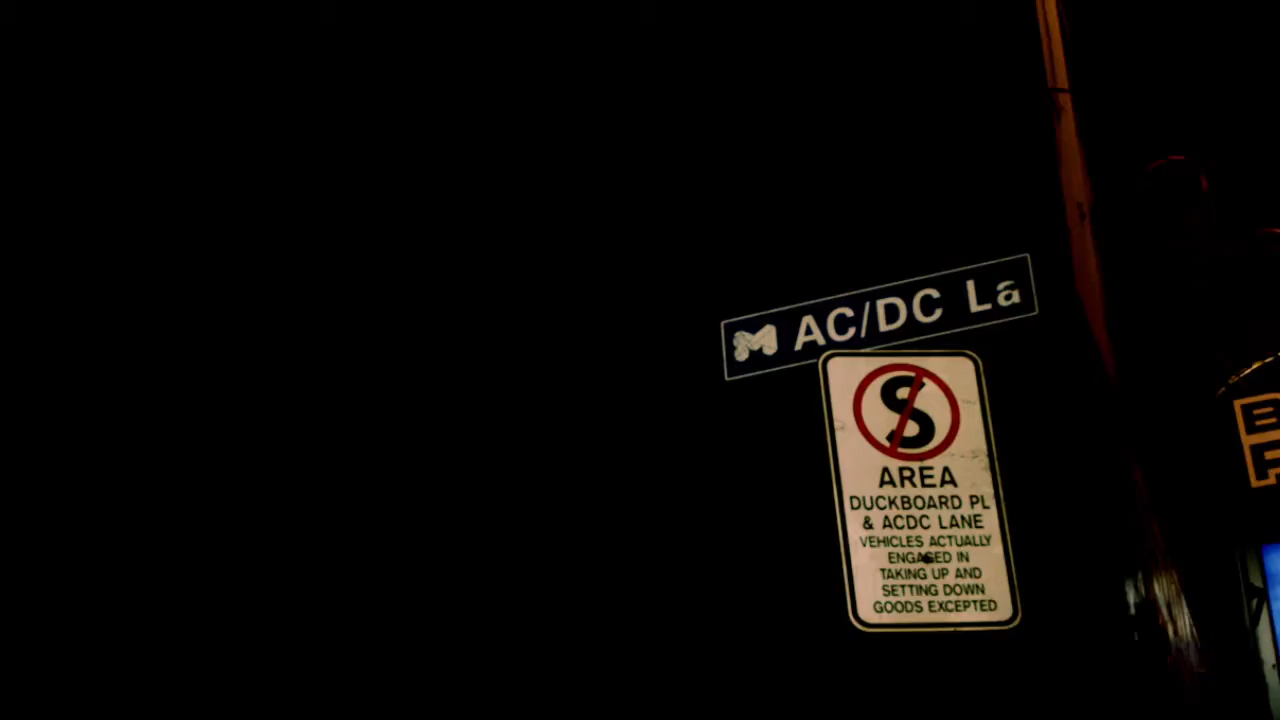 M AC/DC La
S
AREA
DUCKBOARD PL
& ACDC LANE
VEHICLES ACTUALLY
ENGAGED IN
TAKING UP AND
SETTING DOWN
GOODS EXCEPTED